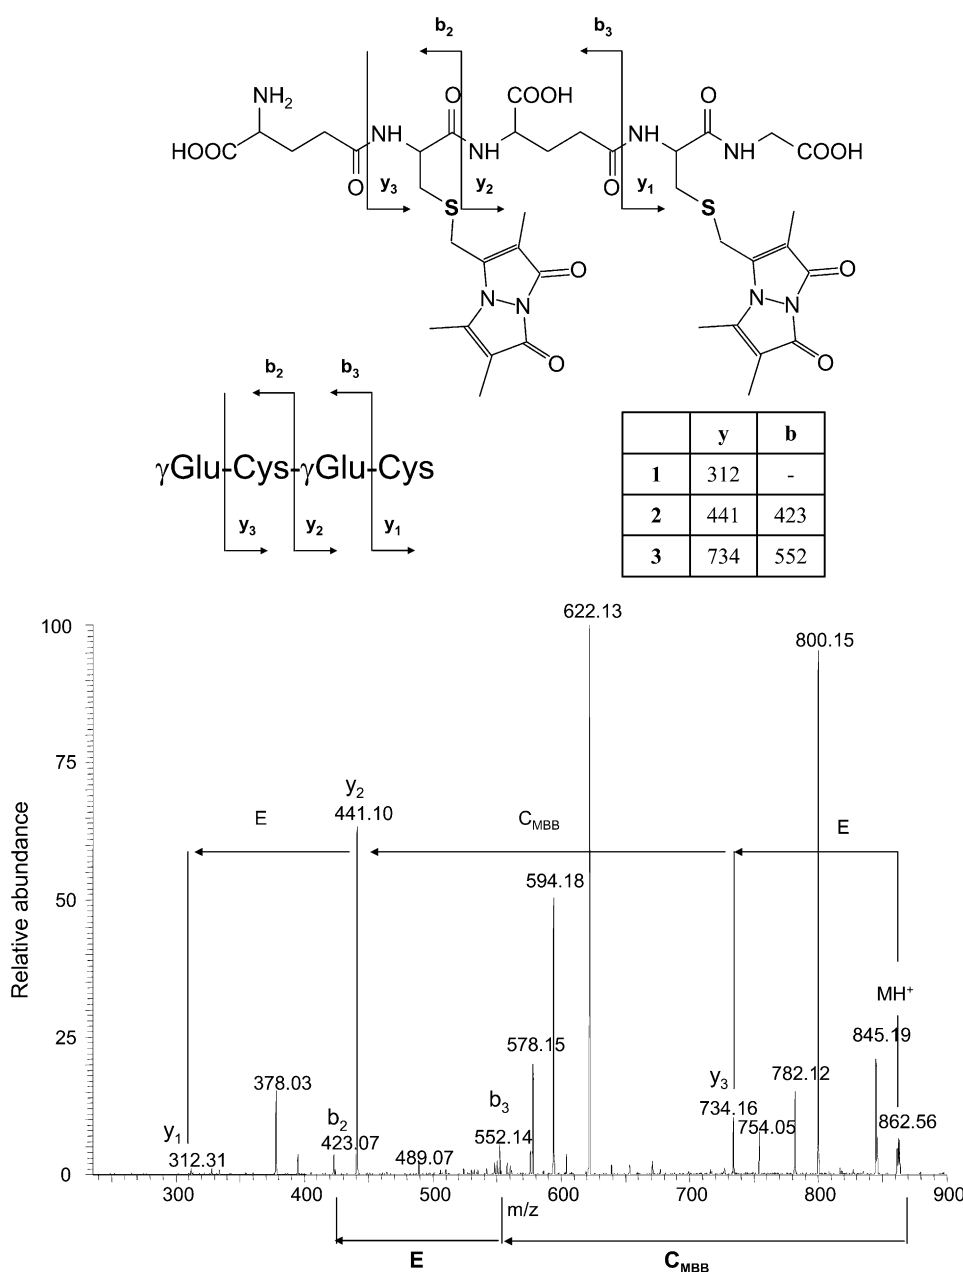 b2 b3
NH2 O COOH O
HOOC NH NH NH NH COOH
O O
y3 y2 y1
S S
O O
N N N N
O O
b2 b3
γGlu-Cys-γGlu-Cys
y3 y2 y1
y b
1 312 -
2 441 423
3 734 552
622.13
100
800.15
75
y2
441.10
E CMBB E
594.18
50
Relative abundance
MH+
25
845.19
578.15
378.03
y3 782.12
b3 734.16
y1 b2 862.56
552.14 754.05
423.07
312.31 489.07
0
300 400 500 600 700 800 900
m/z
E CMBB